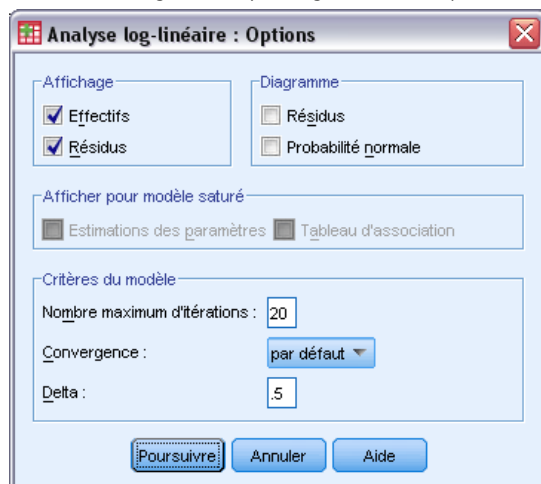 Analyse log-linéaire : Options
Affichage
Diagramme
Effectifs
Résidus
Résidus
Probabilité normale
Afficher pour modèle saturé
Estimations des paramètres Tableau d'association
Critères du modèle
Nombre maximum d'itérations : 20
Convergence : par défaut
Delta : .5
Poursuivre Annuler Aide